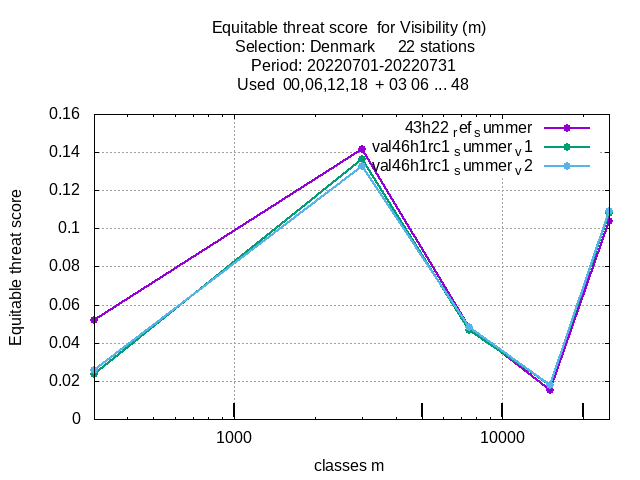 Equitable threat score  for Visibility (m)
Selection: Denmark     22 stations
Period: 20220701-20220731
Used  00,06,12,18  + 03 06 ... 48
0.16
0.14
0.12
0.1
0.08
0.06
0.04
0.02
0
Equitable threat score
43h22 ref summer
val46h1rc1 summer v1
val46h1rc1 summer v2
1000
10000
classes m